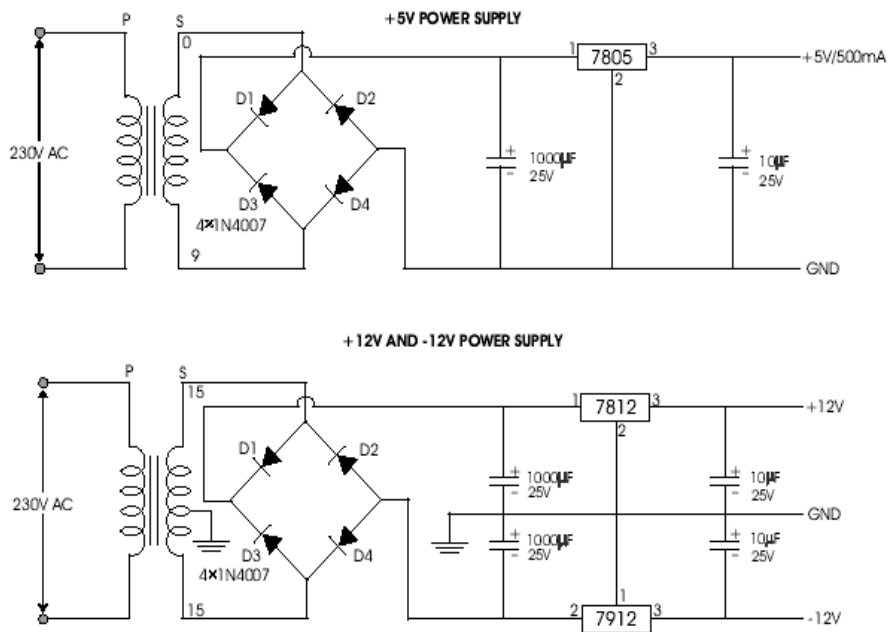 +5V POWER SUPPLY
P S
0
1 7805 3
2
+5V/500mA
D1 D2
230V AC
+
1000µF
-
25V
+
10µF
-
25V
D3 D4
4×1N4007
9
GND
+12V AND -12V POWER SUPPLY
P S
15
1 7812 3
2
+12V
D1 D2
+
1000µF
-
25V
+
10µF
-
25V
230V AC
GND
D3 D4
+
1000µF
-
25V
+
10µF
-
25V
4×1N4007
15
1
2 7912 3
-12V